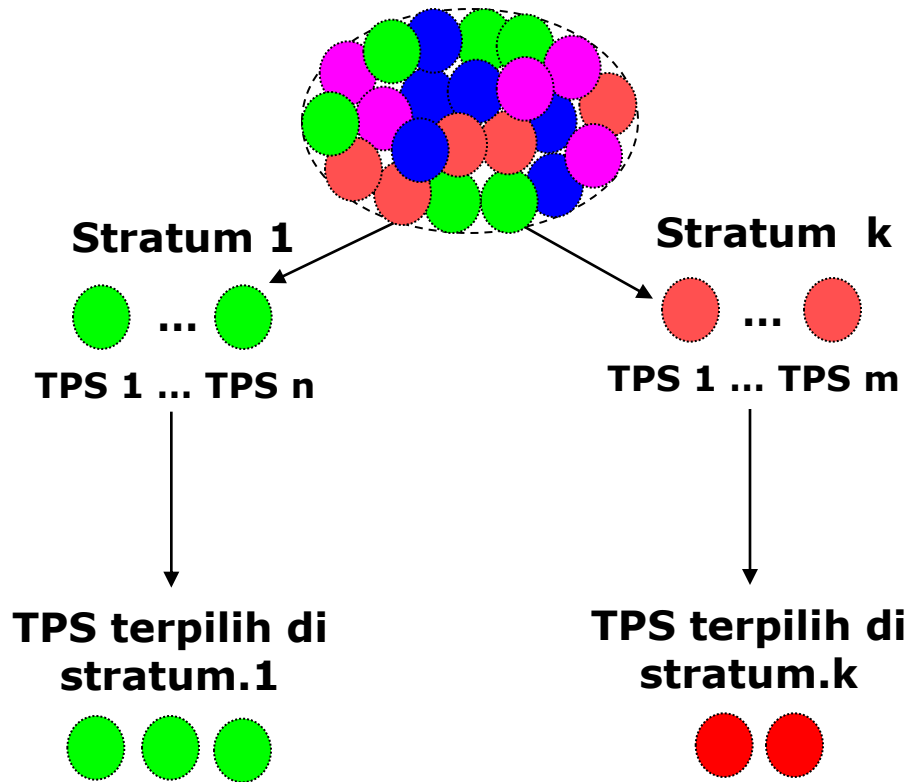 Stratum 1
Stratum k
... 
...
TPS 1 ... TPS n
TPS 1 ... TPS m
TPS terpilih di
stratum.1
TPS terpilih di
stratum.k